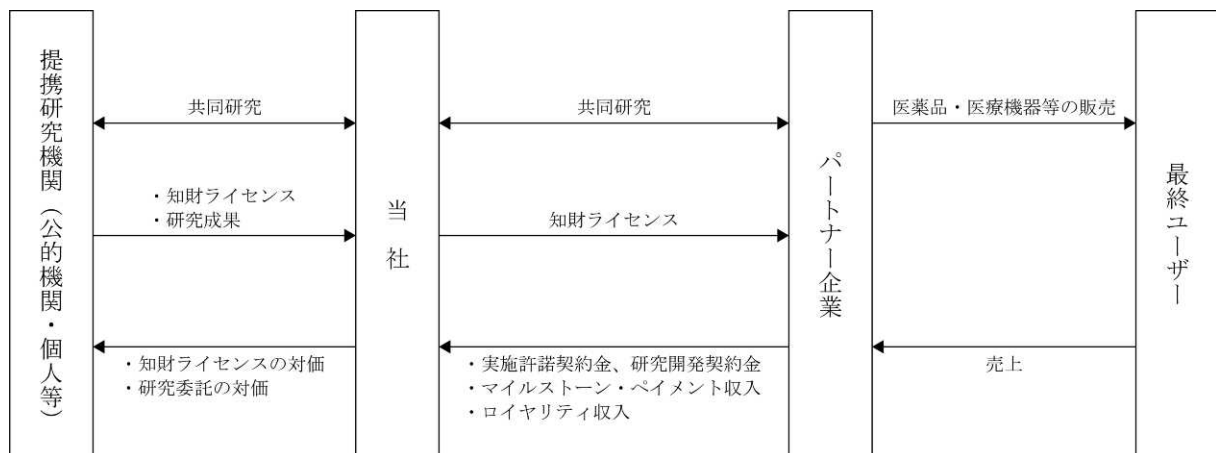 提携研究機関（公的機関・個人等）
共同研究
・知財ライセンス
・研究成果
・知財ライセンスの対価
・研究委託の対価
当社
共同研究
知財ライセンス
・実施許諾契約金、研究開発契約金
・マイルストーン・ペイメント収入
・ロイヤリティ収入
パートナー企業
医薬品・医療機器等の販売
売上
最終ユーザー